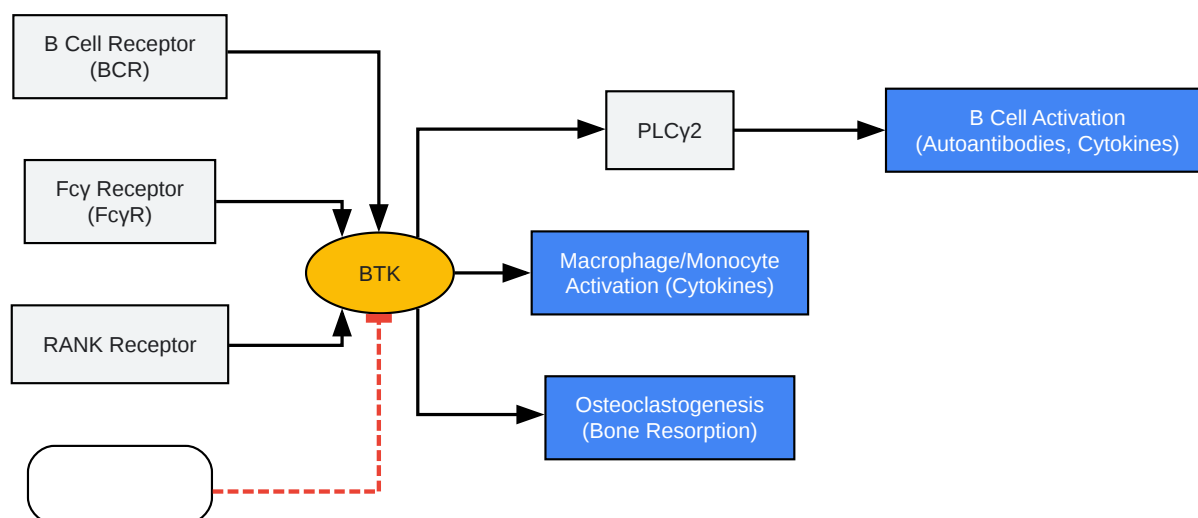 B Cell Receptor
(BCR)
Fcγ Receptor
(FcγR)
RANK Receptor
BTK
PLCγ2
B Cell Activation
(Autoantibodies, Cytokines)
Macrophage/Monocyte
Activation (Cytokines)
Osteoclastogenesis
(Bone Resorption)